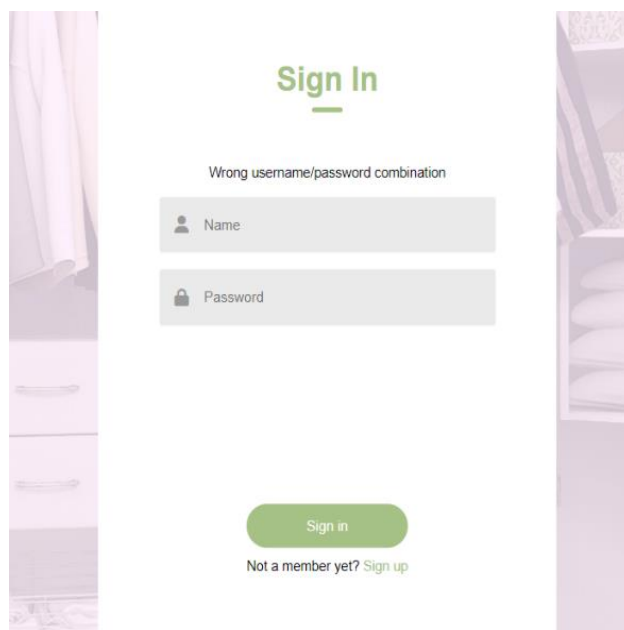 Sign In
Wrong username/password combination
Name
Password
Sign in
Not a member yet? Sign up